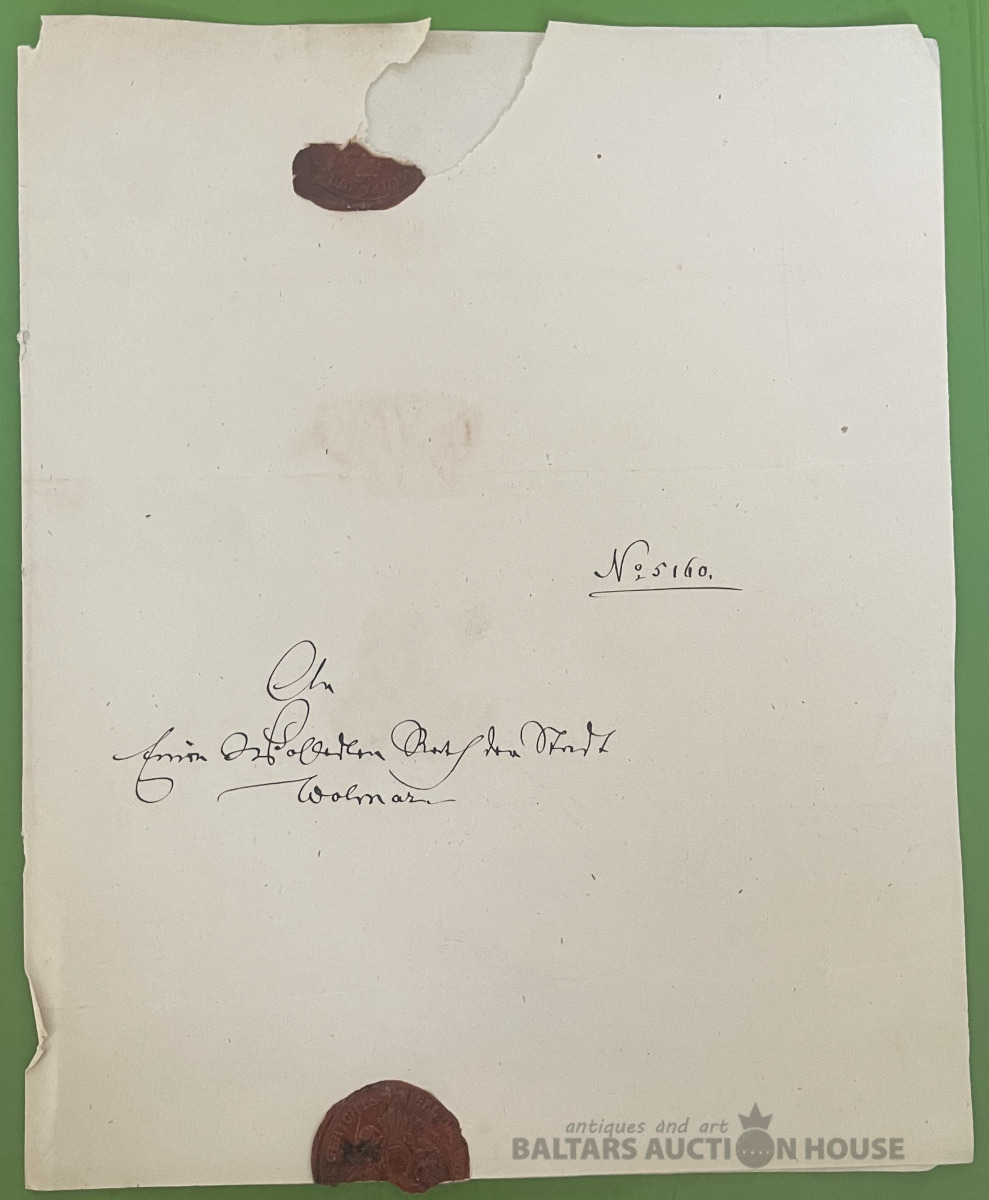 No. 5160.
An
Einen Wohledlen Rath der Stadt
Wolmar
antiques and art
BALTARS AUCTION HOUSE